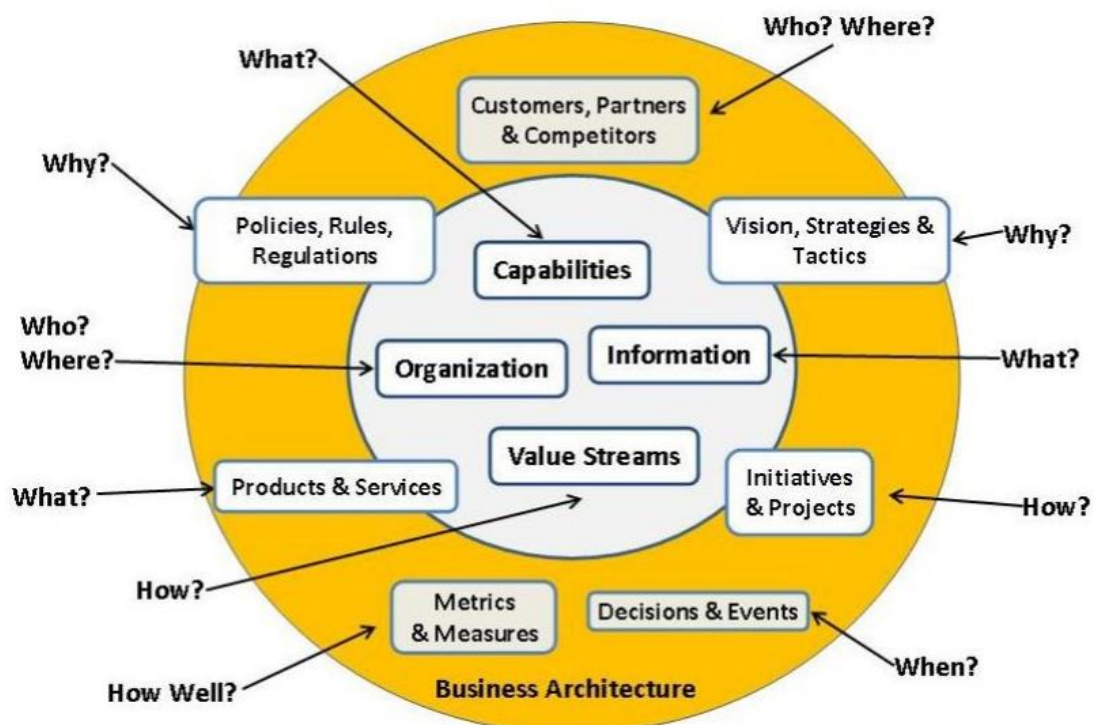 Who? Where?
What?
Customers, Partners
& Competitors
Why?
Policies, Rules,
Regulations
Vision, Strategies &
Tactics
Why?
Capabilities
Who?
Where?
Organization
Information
What?
Value Streams
What?
Products & Services
Initiatives
& Projects
How?
How?
Metrics
& Measures
Decisions & Events
When?
How Well?
Business Architecture